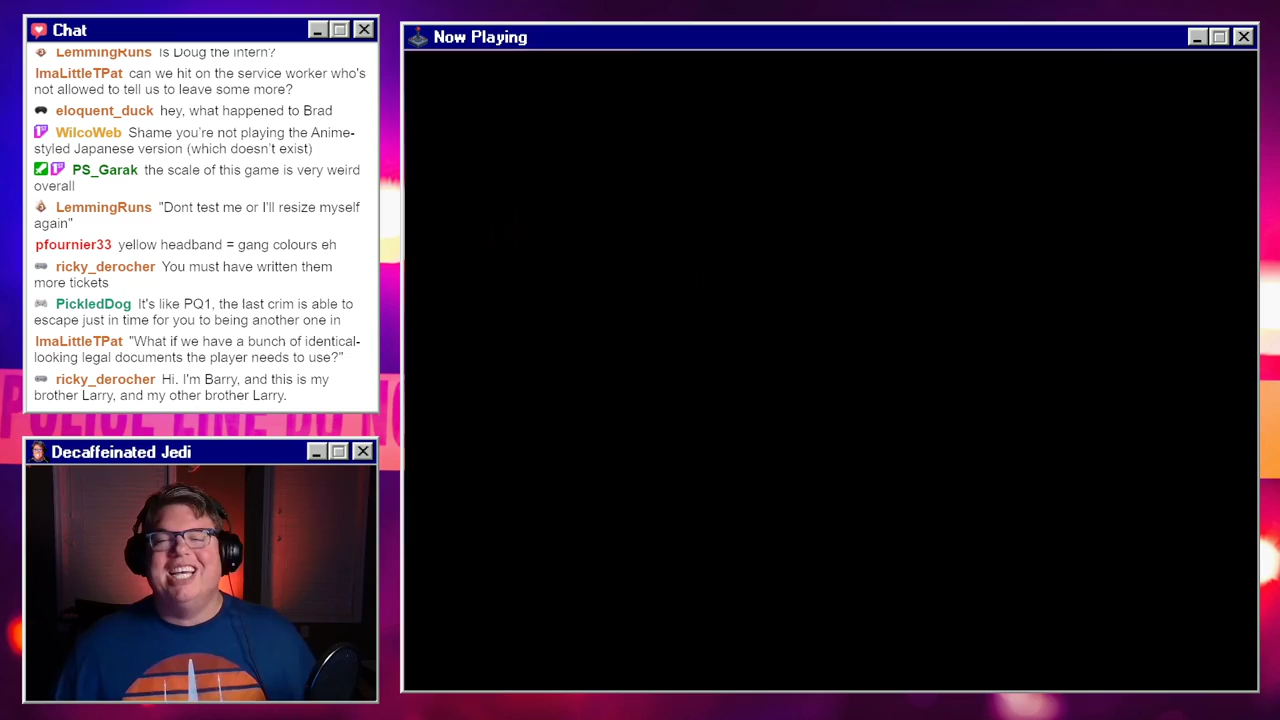 Chat
LemmingRuns Is Doug the intern?
ImaLittleTPat can we hit on the service worker who's
not allowed to tell us to leave some more?
eloquent_duck hey, what happened to Brad
WilcoWeb Shame you're not playing the Anime-
styled Japanese version (which doesn't exist)
PS_Garak the scale of this game is very weird
overall
LemmingRuns "Dont test me or I'll resize myself
again"
pfournier33 yellow headband = gang colours eh
ricky_derocher You must have written them
more tickets
PickledDog It's like PQ1, the last crim is able to
escape just in time for you to being another one in
ImaLittleTPat "What if we have a bunch of identical-
looking legal documents the player needs to use?"
ricky_derocher Hi. I'm Barry, and this is my
brother Larry, and my other brother Larry.
POLICE LINE DO NO
Decaffeinated Jedi
Now Playing